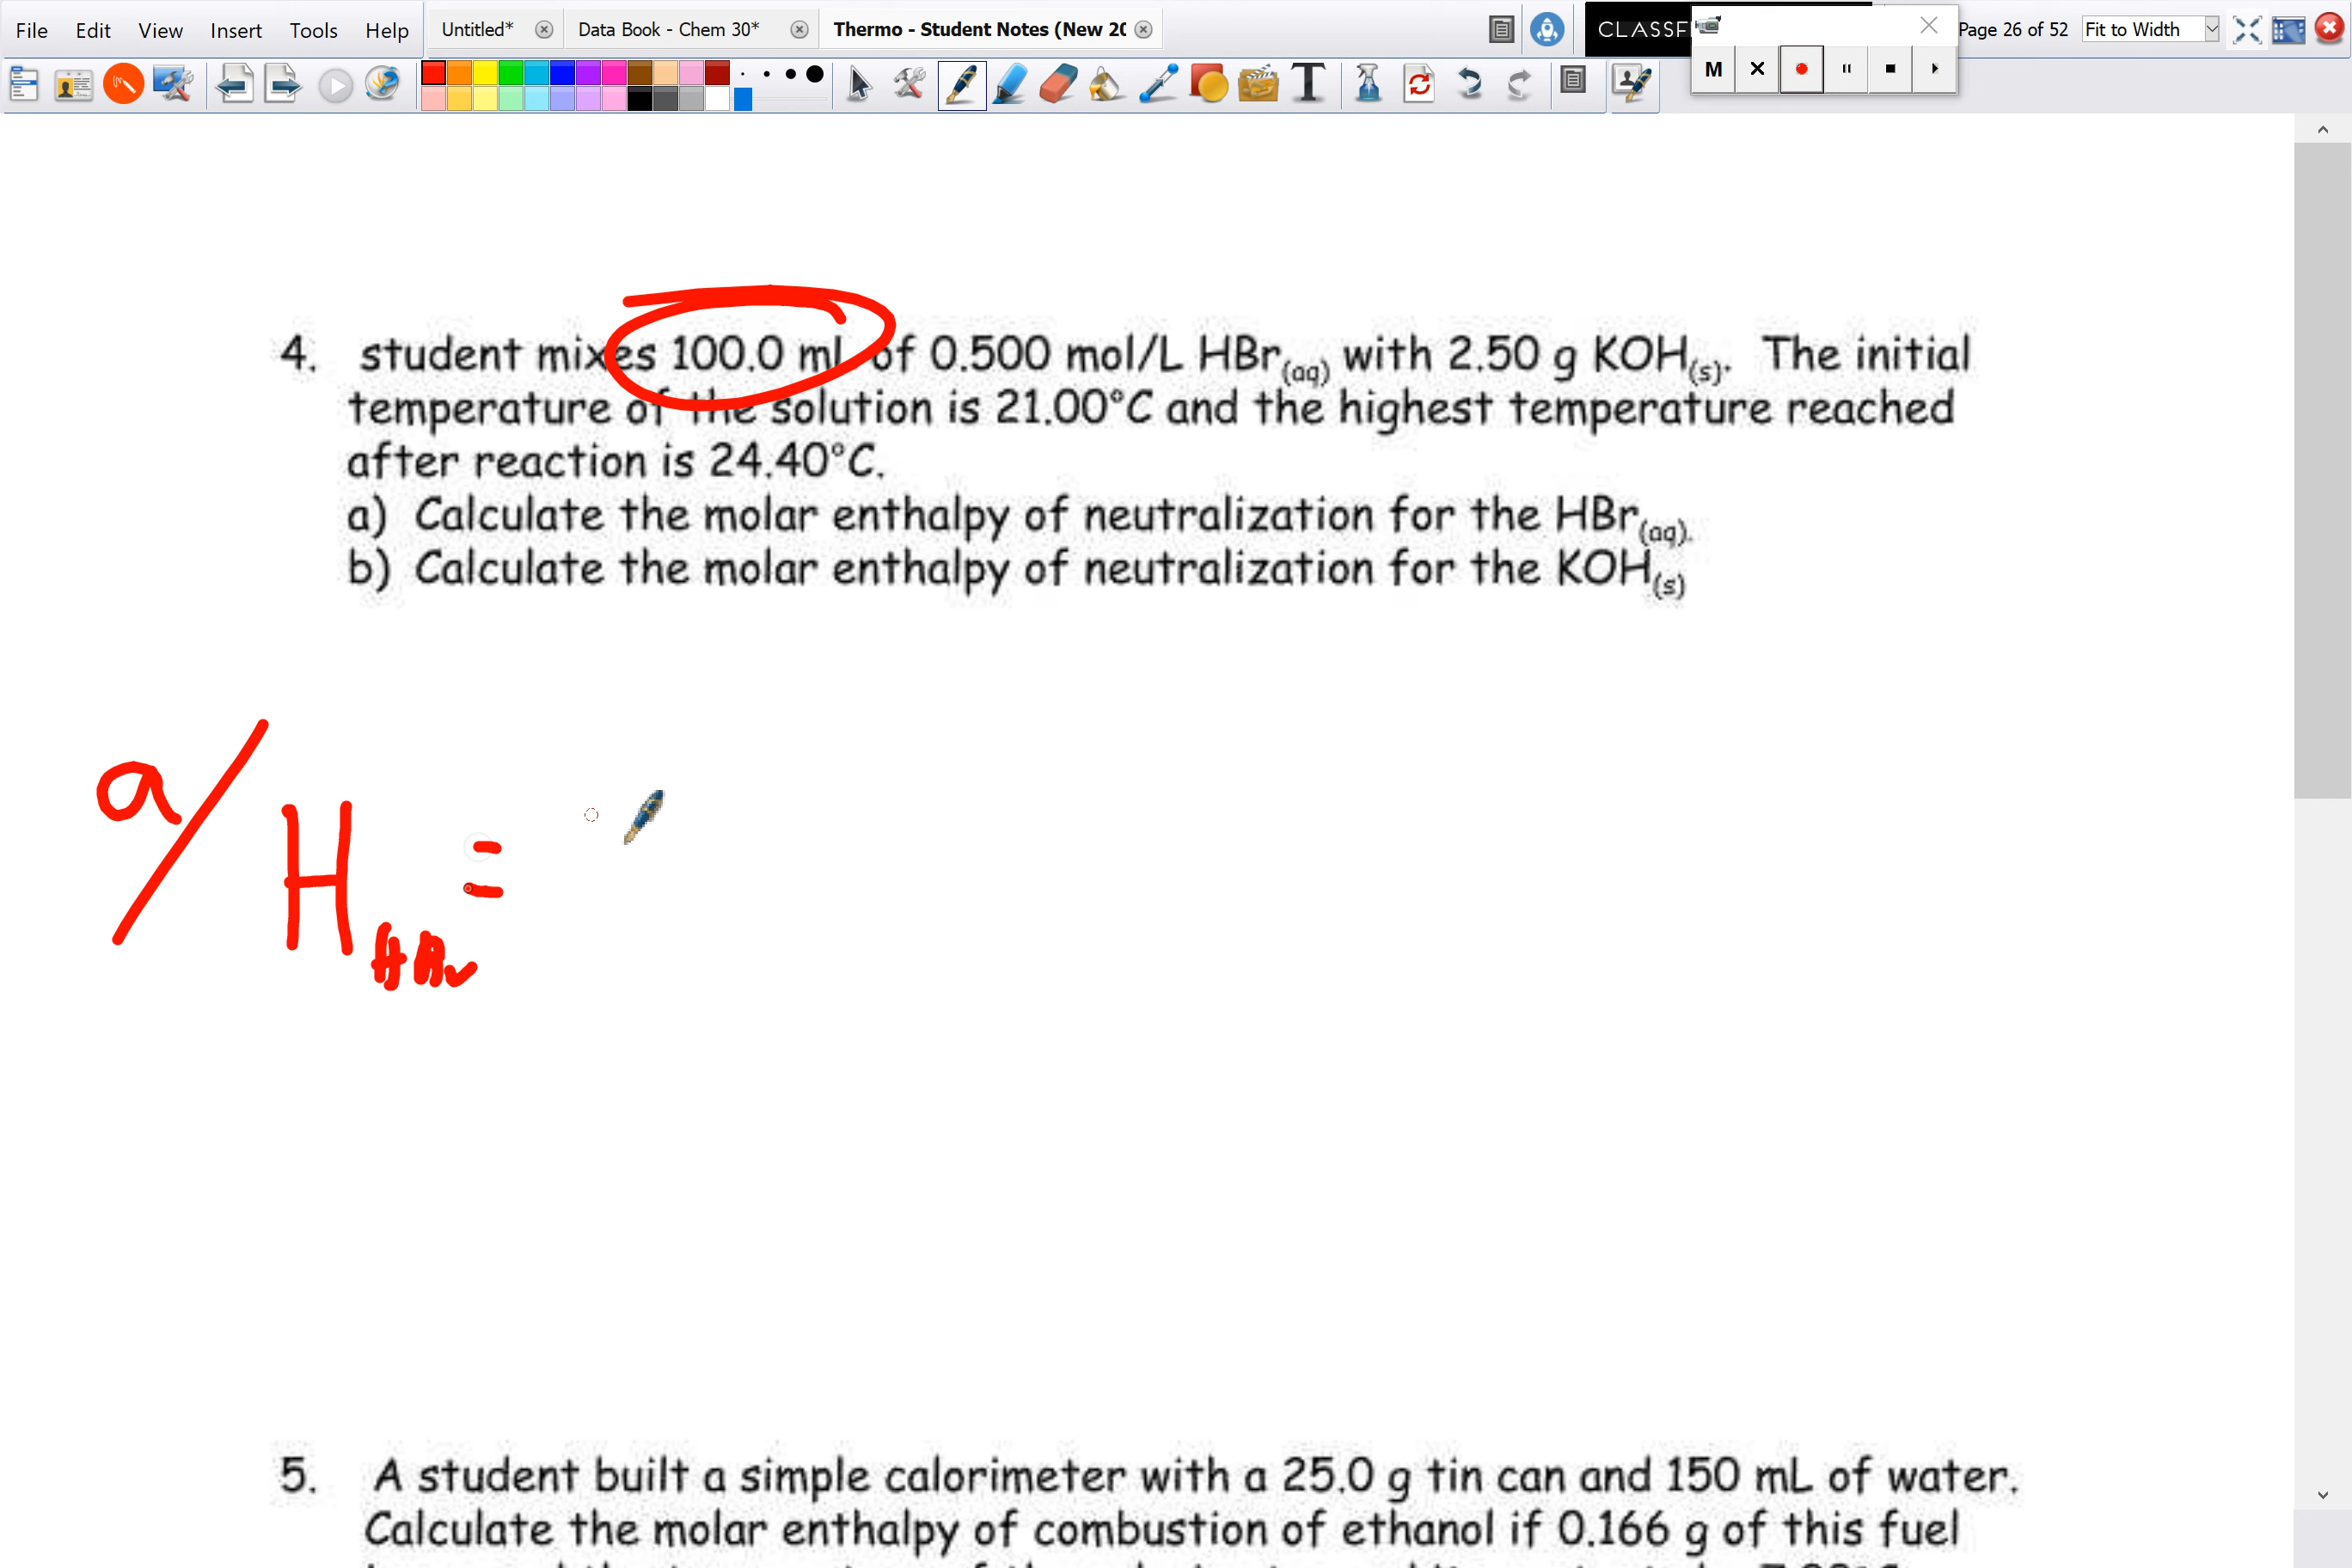 File Edit View Insert Tools Help Untitled* Data Book - Chem 30* Thermo - Student Notes (New 20 CLASSF Page 26 of 52 Fit to Width
M
T
4. student mixes 100.0 mL of 0.500 mol/L HBr(aq) with 2.50 g KOH(s). The initial
temperature of the solution is 21.00°C and the highest temperature reached
after reaction is 24.40°C.
a) Calculate the molar enthalpy of neutralization for the HBr(aq).
b) Calculate the molar enthalpy of neutralization for the KOH(s)
a/ H HBr =
5. A student built a simple calorimeter with a 25.0 g tin can and 150 mL of water.
Calculate the molar enthalpy of combustion of ethanol if 0.166 g of this fuel